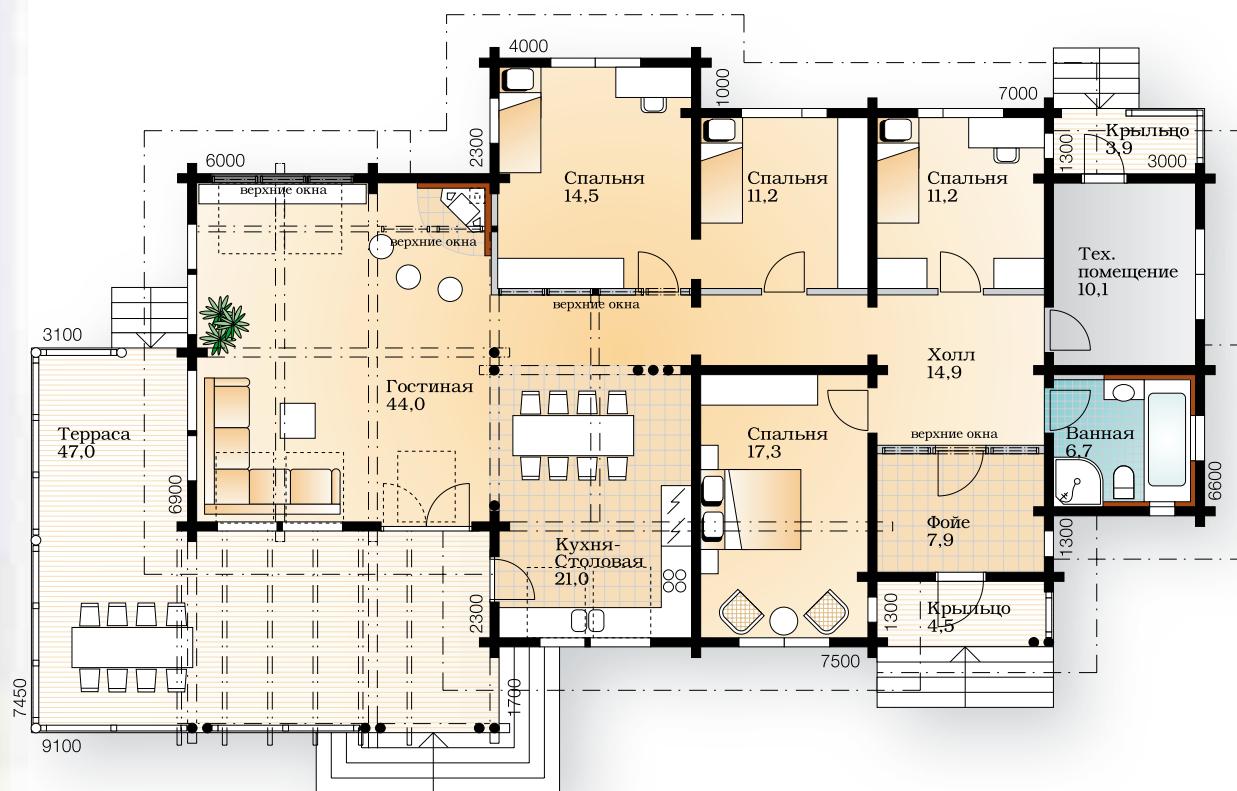 4000
1000
7000
Крыльцо
3,9
1300
3000
2300
6000
верхние окна
Спальня
14,5
Спальня
11,2
Спальня
11,2
верхние окна
Тех.
помещение
10,1
верхние окна
3100
Холл
14,9
Гостиная
44,0
Терраса
47,0
Спальня
17,3
верхние окна
Ванная
6,7
6900
6600
Фойе
7,9
1300
Кухня-
Столовая
21,0
2300
1300
Крыльцо
4,5
7500
7450
1700
9100